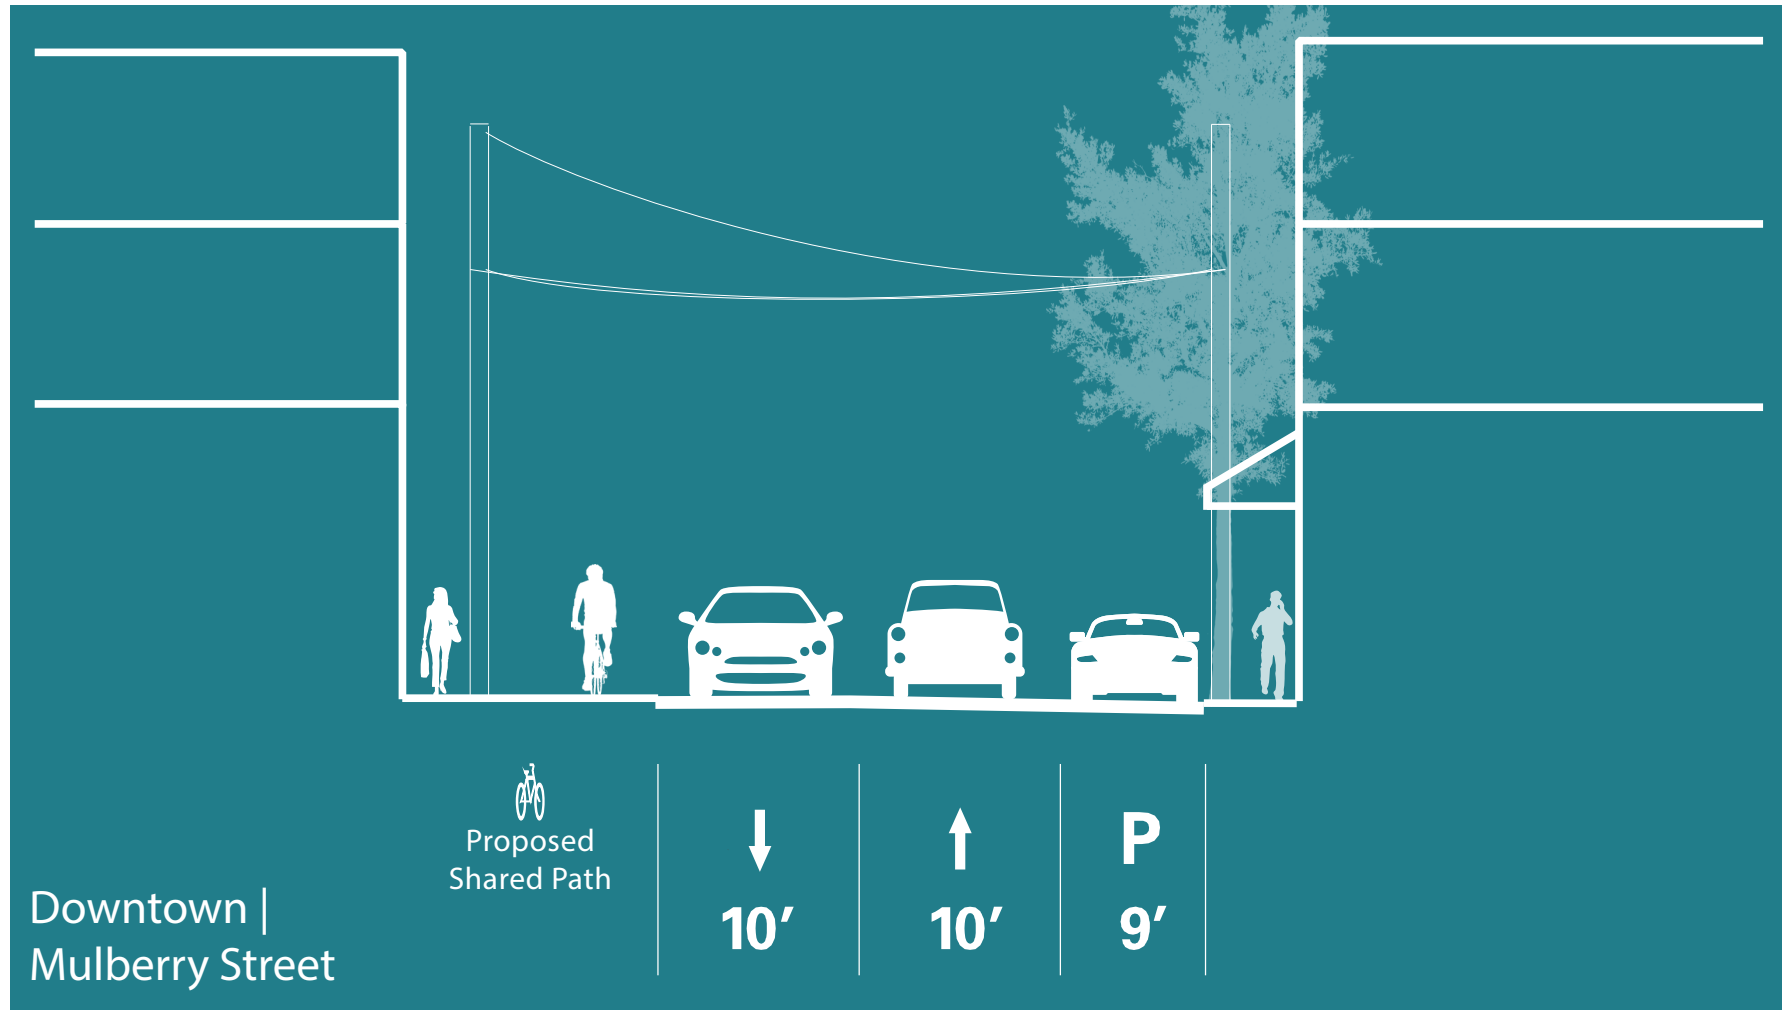 Proposed
Shared Path
P
10′
10′
9′
Downtown |
Mulberry Street